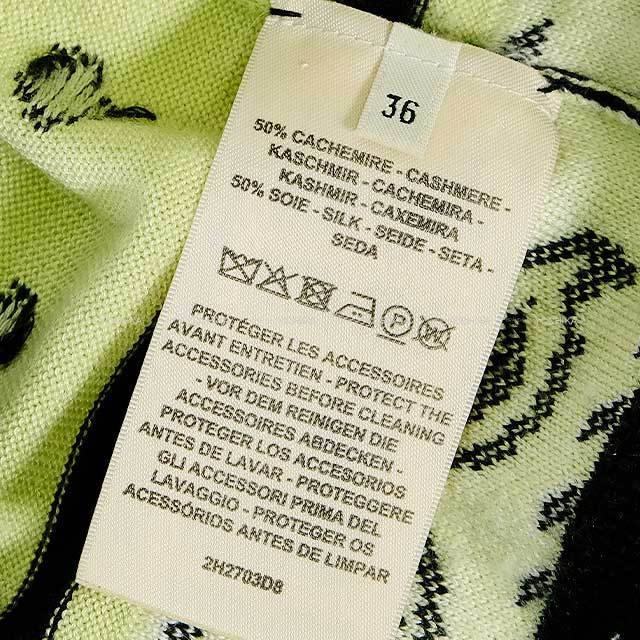 36
50% CACHEMIRE - CASHMERE -
KASCHMIR - CACHEMIRA -
KASHMIR - CAXEMIRA
50% SOIE - SILK - SEIDE - SETA -
SEDA
P
W
PROTÉGER LES ACCESSOIRES
AVANT ENTRETIEN - PROTECT THE
ACCESSORIES BEFORE CLEANING
- VOR DEM REINIGEN DIE
ACCESSOIRES ABDECKEN -
PROTEGER LOS ACCESORIOS
ANTES DE LAVAR - PROTEGGERE
GLI ACCESSORI PRIMA DEL
LAVAGGIO - PROTEGER OS
ACESSÓRIOS ANTES DE LIMPAR
2H2703D8